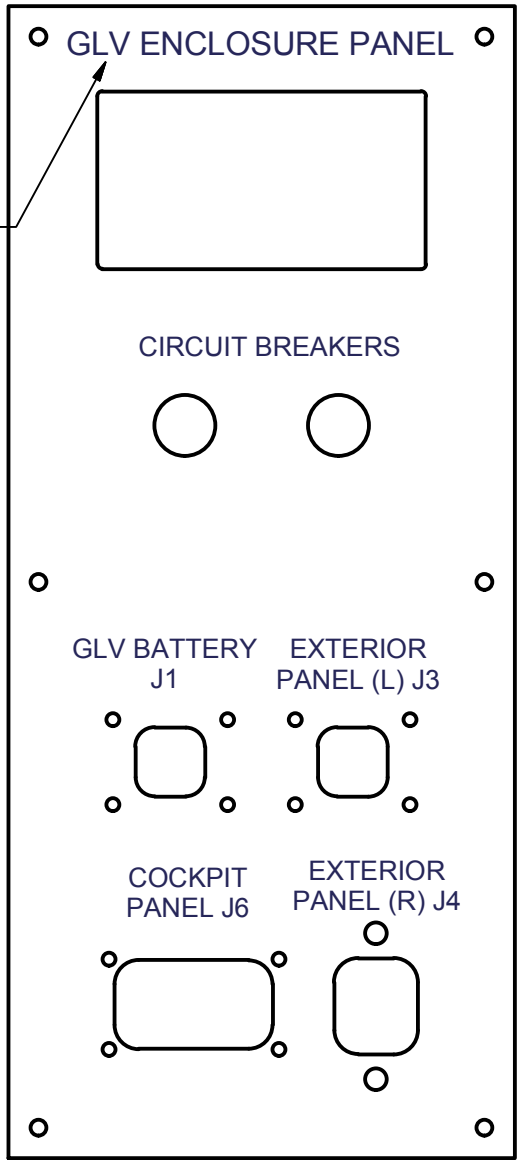 GLV ENCLOSURE PANEL
CIRCUIT BREAKERS
GLV BATTERY
J1
EXTERIOR
PANEL (L) J3
COCKPIT
PANEL J6
EXTERIOR
PANEL (R) J4